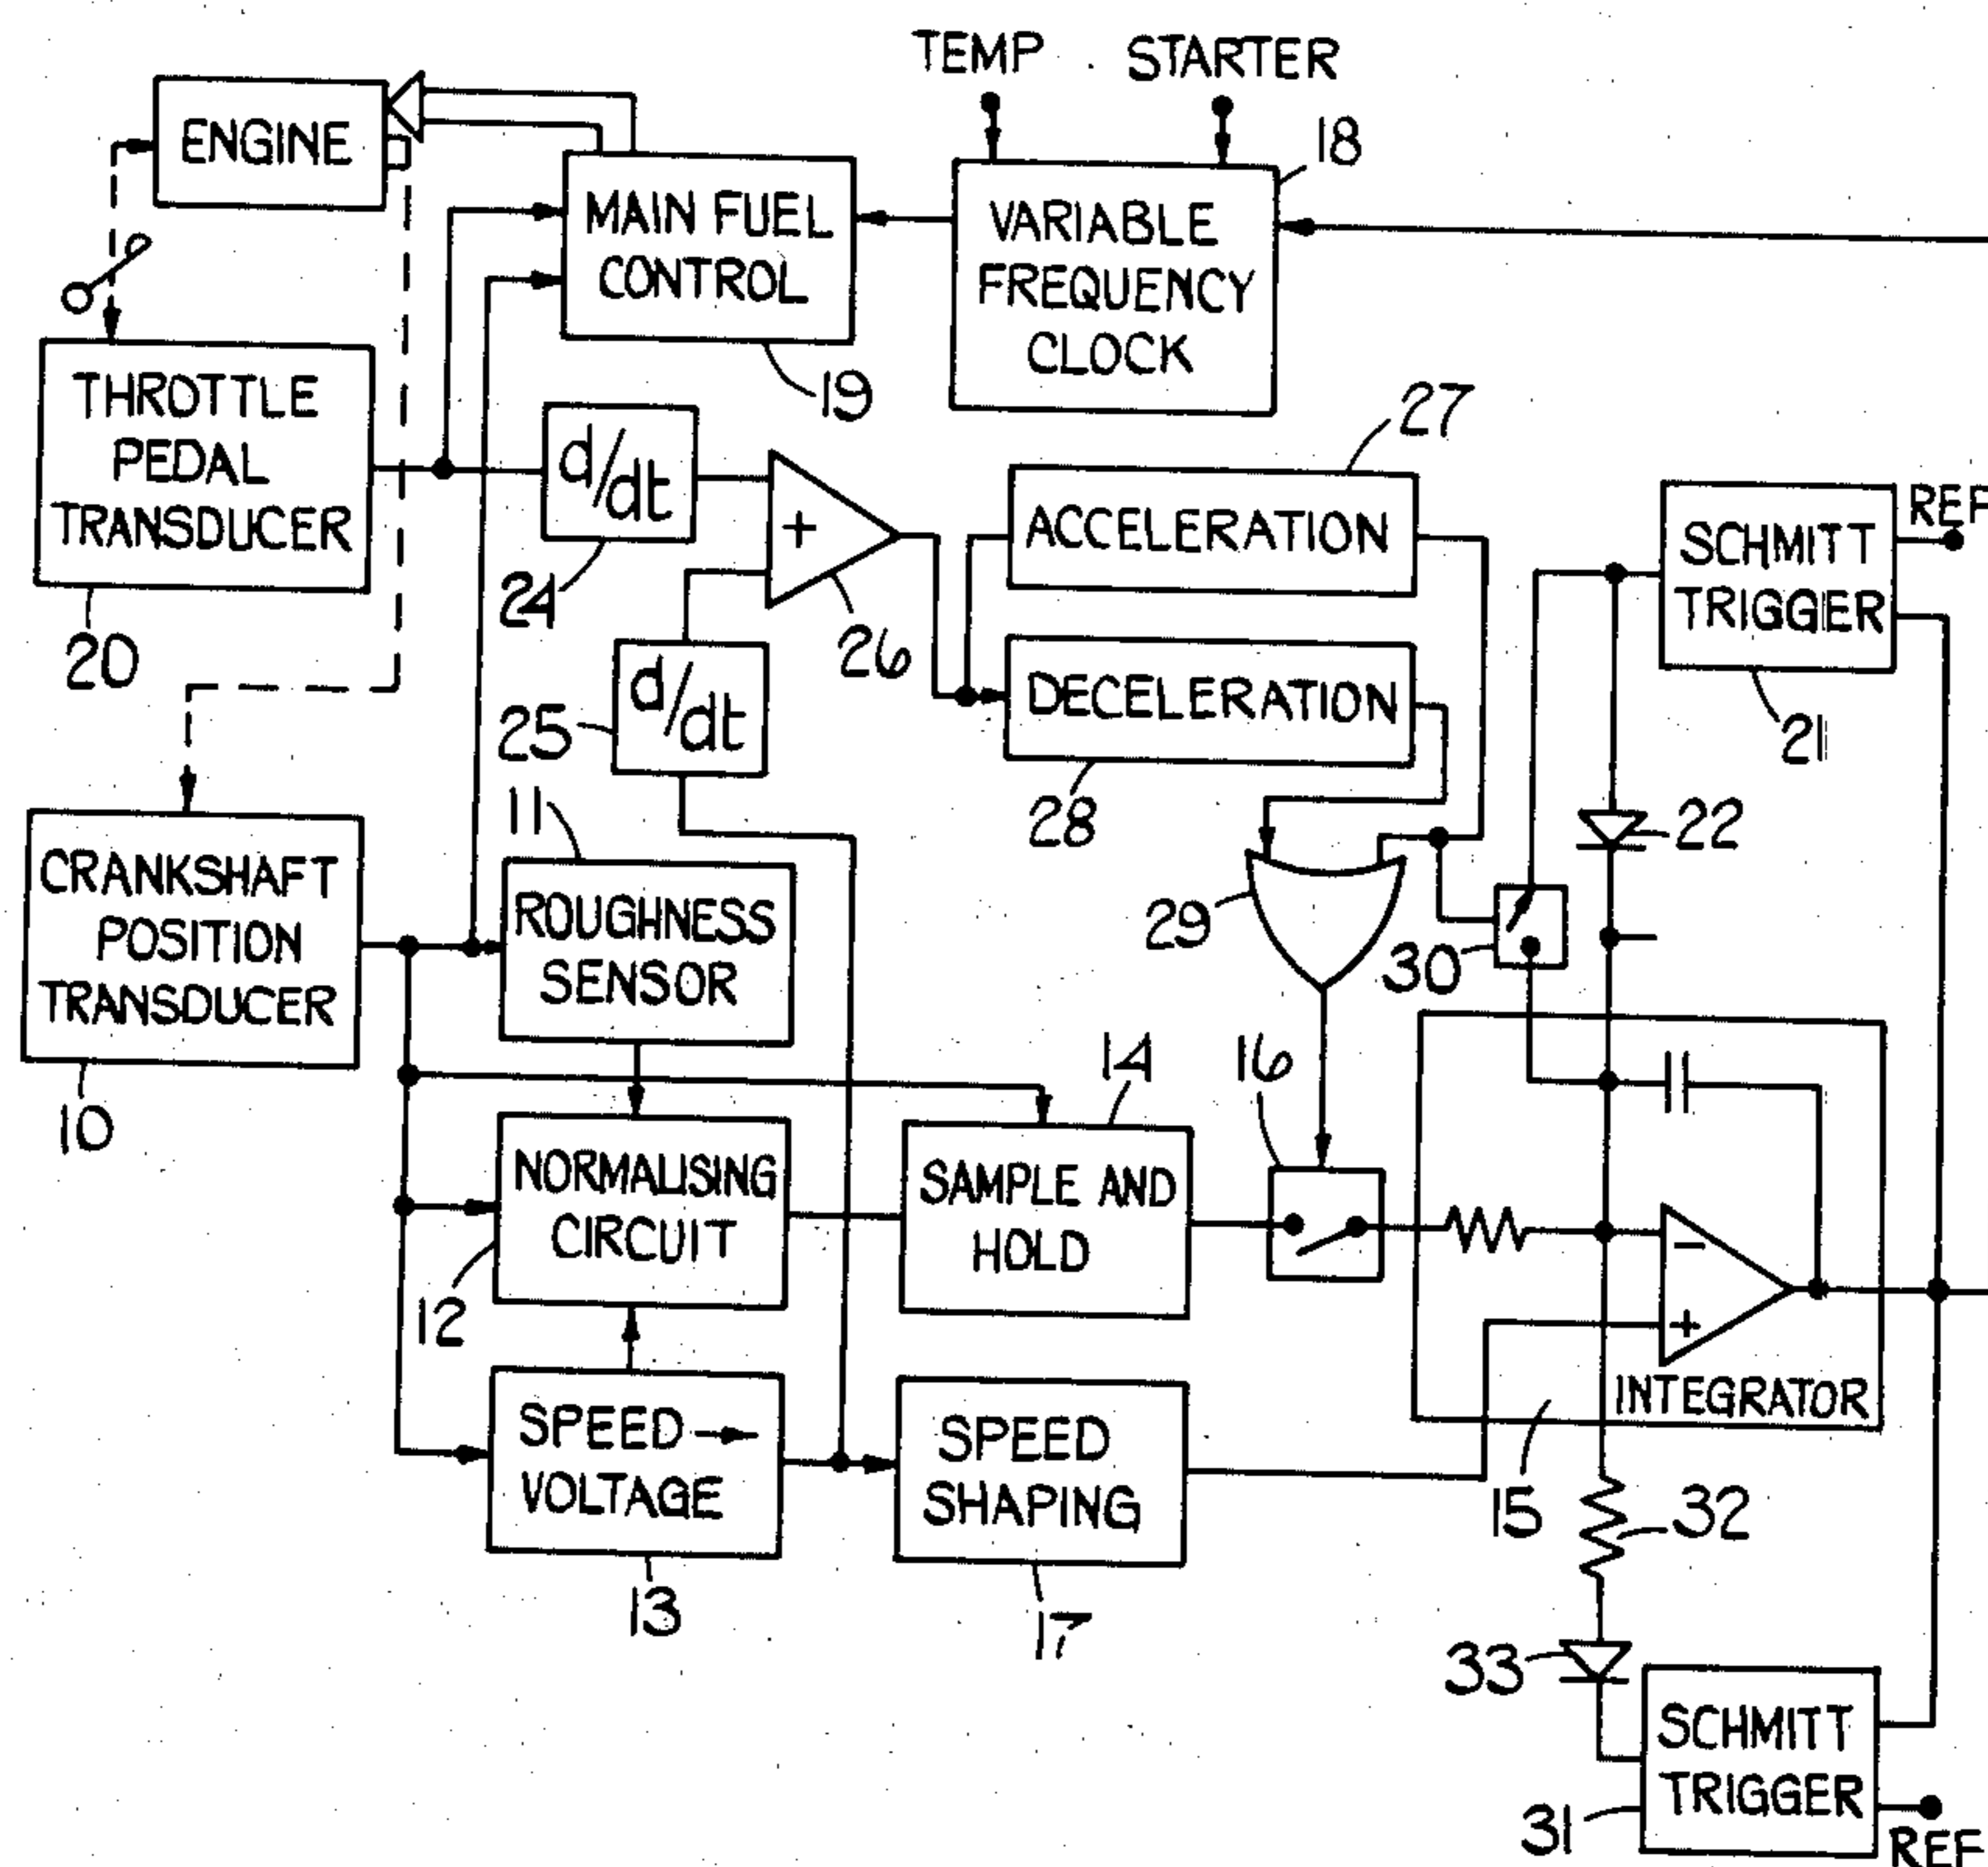 TEMP
STARTER
ENGINE
18
MAIN FUEL
CONTROL
VARIABLE
FREQUENCY
CLOCK
19
THROTTLE
PEDAL
TRANSDUCER
20
d/dt
24
+
26
27
ACCELERATION
SCHMITT
TRIGGER
REF
21
d/dt
25
DECELERATION
28
22
11
CRANKSHAFT
POSITION
TRANSDUCER
10
ROUGHNESS
SENSOR
29
30
14
16
NORMALISING
CIRCUIT
12
SAMPLE AND
HOLD
-
+
INTEGRATOR
15
SPEED →
VOLTAGE
13
SPEED
SHAPING
17
32
33
SCHMITT
TRIGGER
31
REF